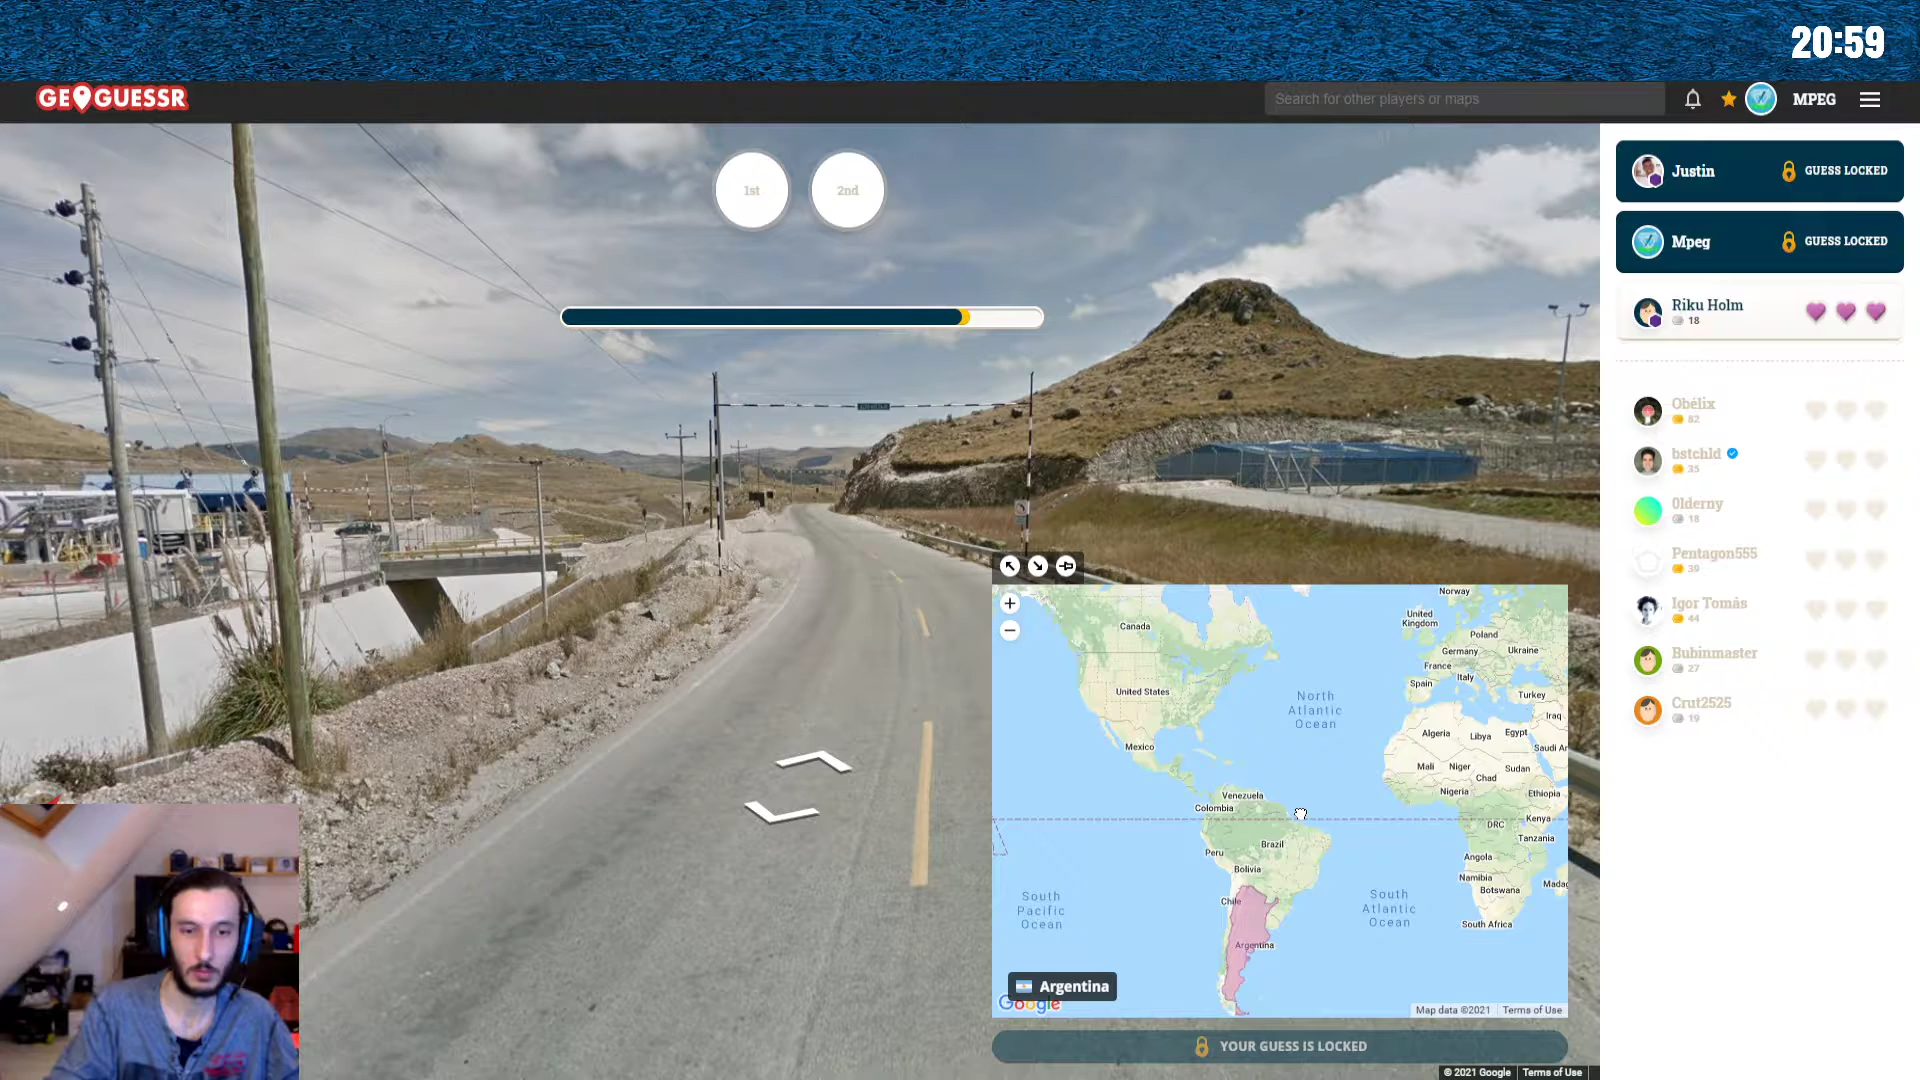 20:59
GEOGUESSR
Search for other players or maps
MPEG
1st
2nd
Justin
GUESS LOCKED
Mpeg
GUESS LOCKED
Riku Holm
18
Obélix
82
bstchld
35
0lderny
18
Pentagon555
39
Igor Tomás
44
Bubinmaster
27
Crut2525
19
+
−
Norway
Canada
United
Kingdom
Poland
Germany
Ukraine
France
Spain
Italy
Turkey
United States
North
Atlantic
Ocean
Iraq
Algeria
Libya
Egypt
Saudi Ar
Mexico
Mali
Niger
Chad
Sudan
Nigeria
Ethiopia
Venezuela
Colombia
DRC
Kenya
Tanzania
Peru
Brazil
Angola
Bolivia
Namibia
Botswana
Madag
South
Pacific
Ocean
Chile
South
Atlantic
Ocean
South Africa
Argentina
Argentina
Google
Map data ©2021
Terms of Use
YOUR GUESS IS LOCKED
© 2021 Google
Terms of Use